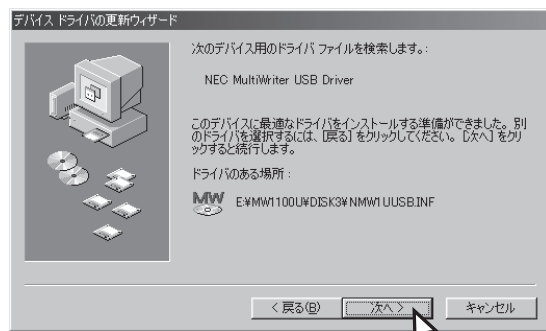 デバイス ドライバの更新ウィザード
次のデバイス用のドライバ ファイルを検索します。:
NEC MultiWriter USB Driver
このデバイスに最適なドライバをインストールする準備ができました。別
のドライバを選択するには、[戻る] をクリックしてください。[次へ] をクリ
ックすると続行します。
ドライバのある場所 :
MW
E:¥MW1100U¥DISK3¥NMW1UUSB.INF
< 戻る(B)
次へ >
キャンセル